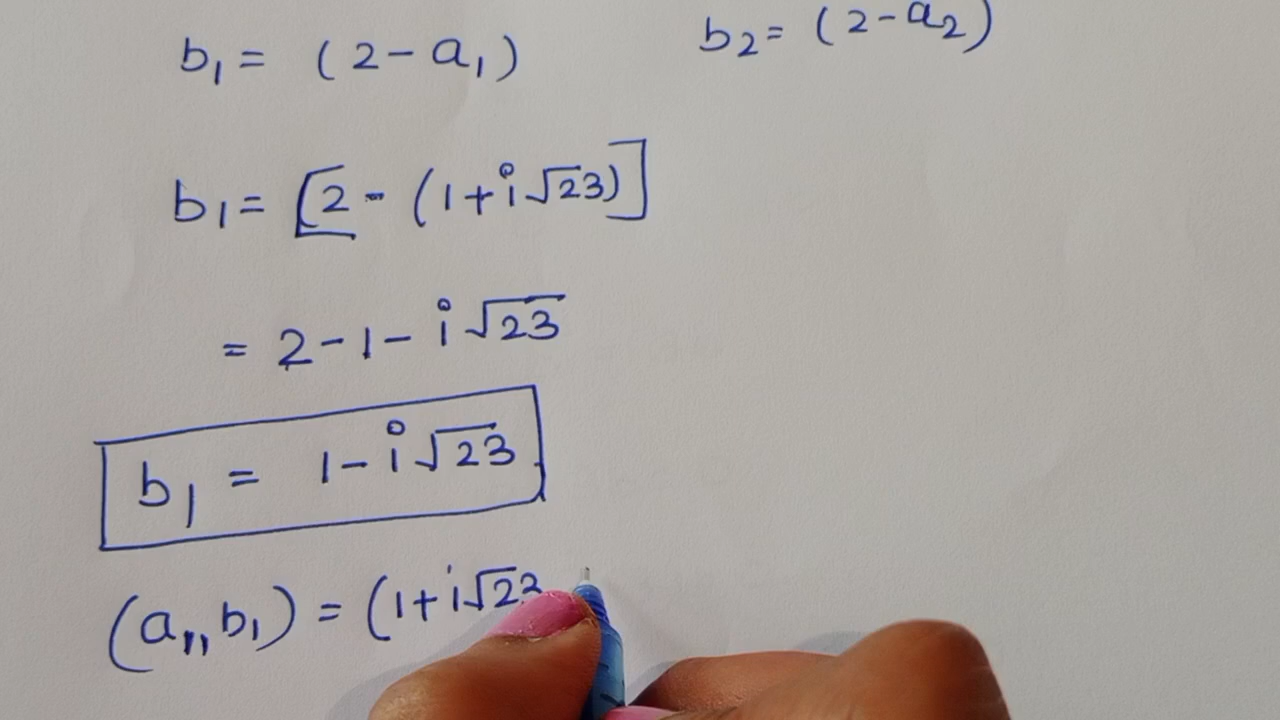 b₁ = (2 - a₁) b₂ = (2 - a₂)
b₁ = [2 - (1 + i√23)]
= 2 - 1 - i√23
b₁ = 1 - i√23
(a₁, b₁) = (1 + i√23